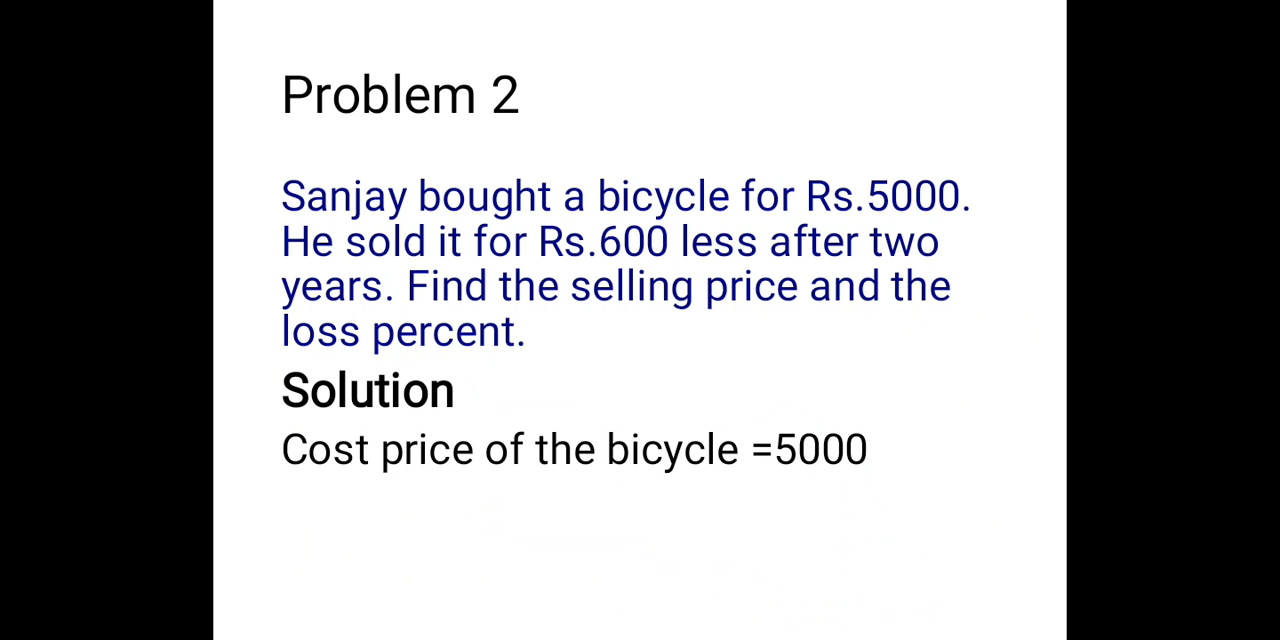 Problem 2
Sanjay bought a bicycle for Rs.5000.
He sold it for Rs.600 less after two
years. Find the selling price and the
loss percent.
Solution
Cost price of the bicycle =5000